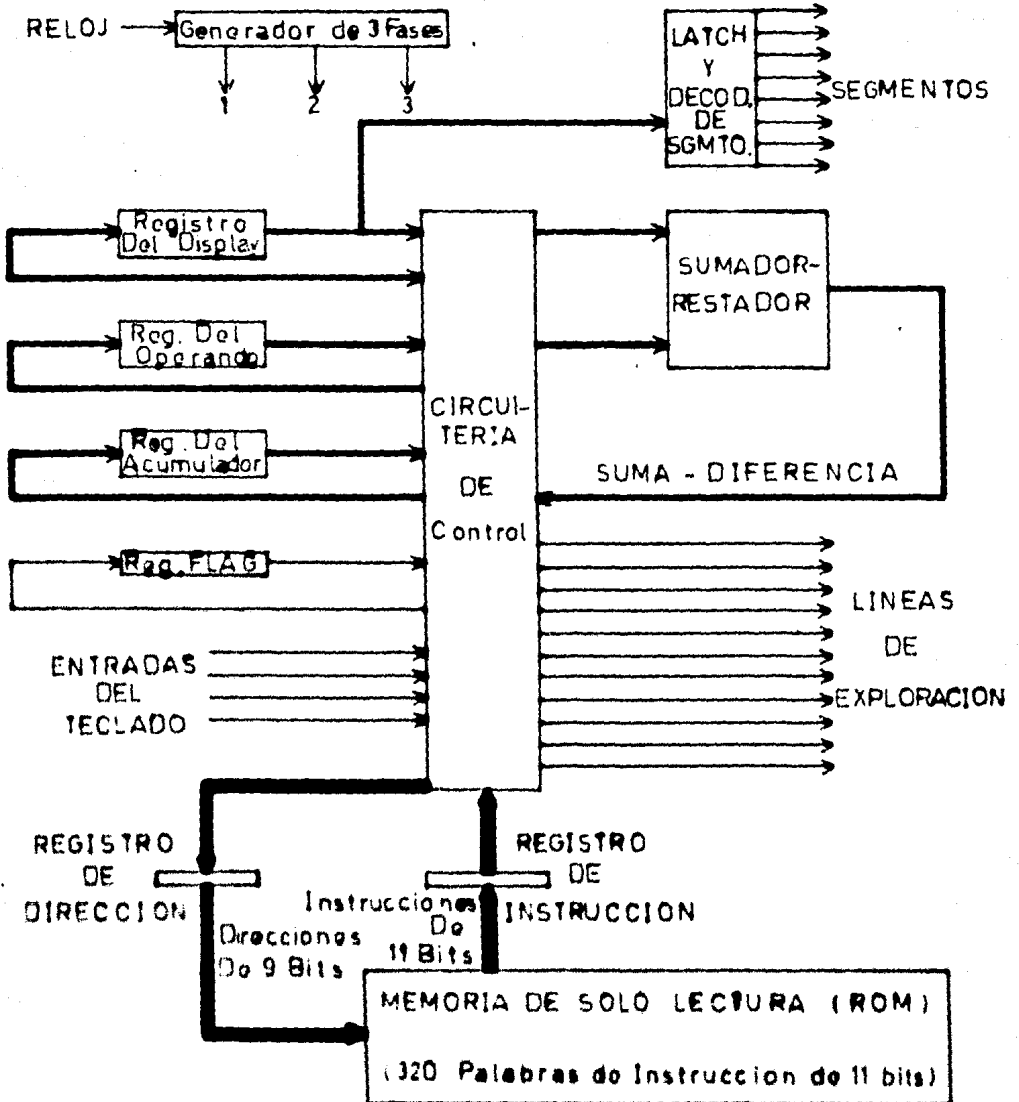 RELOJ
Generador de 3 Fases
1 2 3
LATCH
Y
DECOD.
DE
SGMTO.
SEGMENTOS
Registro
Del Display
Reg. Del
Operando
Reg. Del
Acumulador
Reg. FLAG
ENTRADAS
DEL
TECLADO
CIRCUI-
TERIA
DE
Control
SUMADOR-
RESTADOR
SUMA - DIFERENCIA
LINEAS
DE
EXPLORACION
REGISTRO
DE
DIRECCION
Direcciones
De 9 Bits
REGISTRO
DE
INSTRUCCION
Instrucciones
De
11 Bits
MEMORIA DE SOLO LECTURA (ROM)
(320 Palabras de Instruccion de 11 bits)